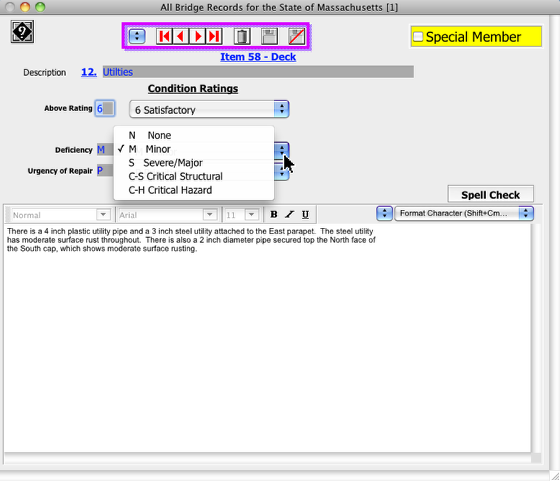 All Bridge Records for the State of Massachusetts [1]
9
Special Member
Item 58 - Deck
Description 12. Utilties
Condition Ratings
Above Rating 6 6 Satisfactory
N None
Deficiency M ✓ M Minor
S Severe/Major
Urgency of Repair P C-S Critical Structural
C-H Critical Hazard
Spell Check
Normal Arial 11 B I U Format Character (Shift+Cm...
There is a 4 inch plastic utility pipe and a 3 inch steel utility attached to the East parapet. The steel utility
has moderate surface rust throughout. There is also a 2 inch diameter pipe secured top the North face of
the South cap, which shows moderate surface rusting.